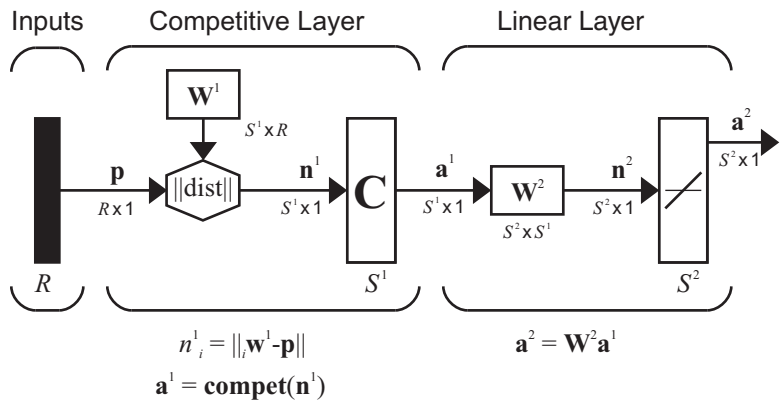 Inputs Competitive Layer Linear Layer
W¹
S¹ x R
p
R x 1
||dist||
n¹
S¹ x 1
C
a¹
S¹ x 1
W²
S² x S¹
n²
S² x 1
a²
S² x 1
R S¹ S²
n¹ᵢ = ||ᵢw¹-p||
a¹ = compet(n¹)
a² = W²a¹